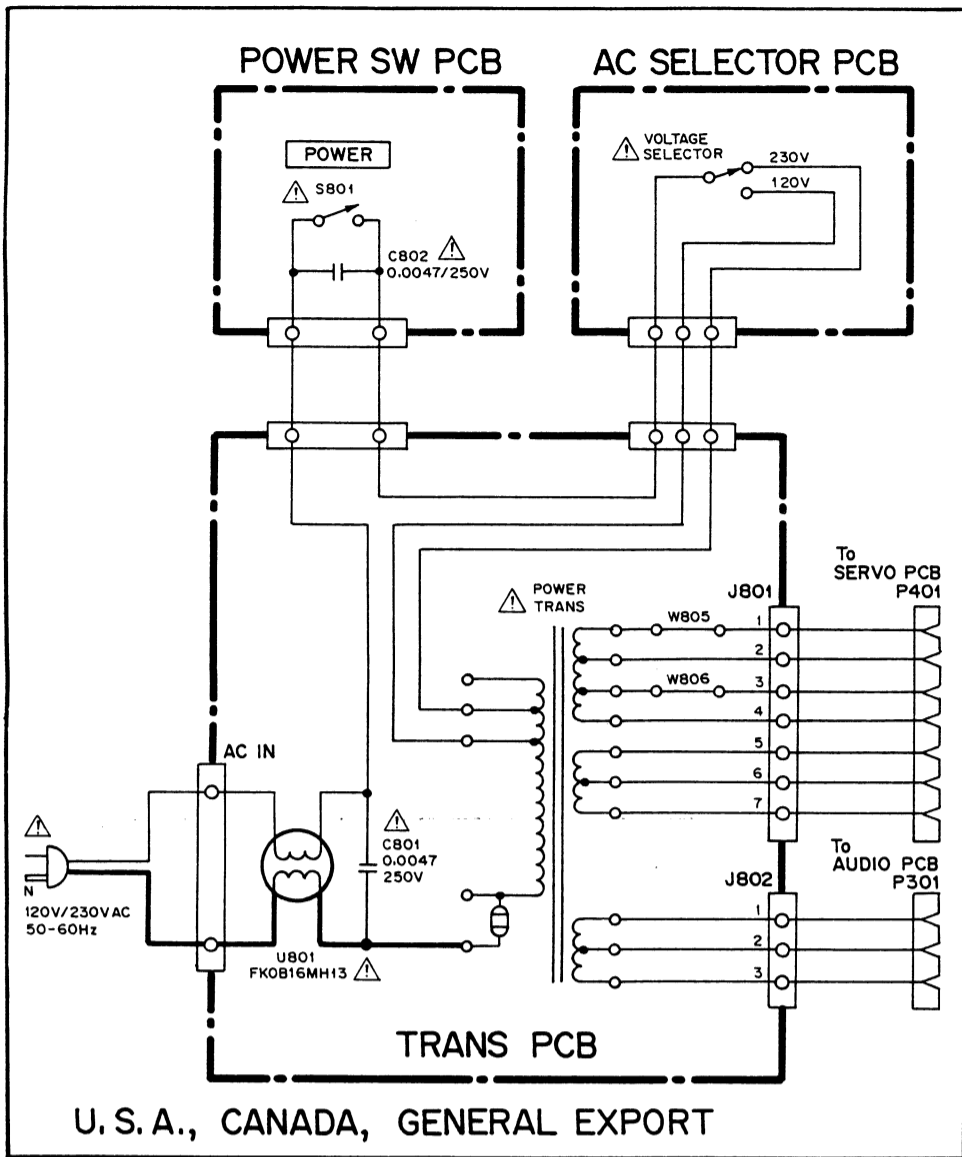 POWER SW PCB
AC SELECTOR PCB
POWER
S801
C802
0.0047/250V
VOLTAGE
SELECTOR
230V
120V
POWER
TRANS
To
SERVO PCB
P401
J801
W805
1
2
W806
3
4
5
6
7
AC IN
N
120V/230VAC
50-60Hz
C801
0.0047
250V
U801
FK0B16MH13
To
AUDIO PCB
P301
J802
1
2
3
TRANS PCB
U.S.A., CANADA, GENERAL EXPORT